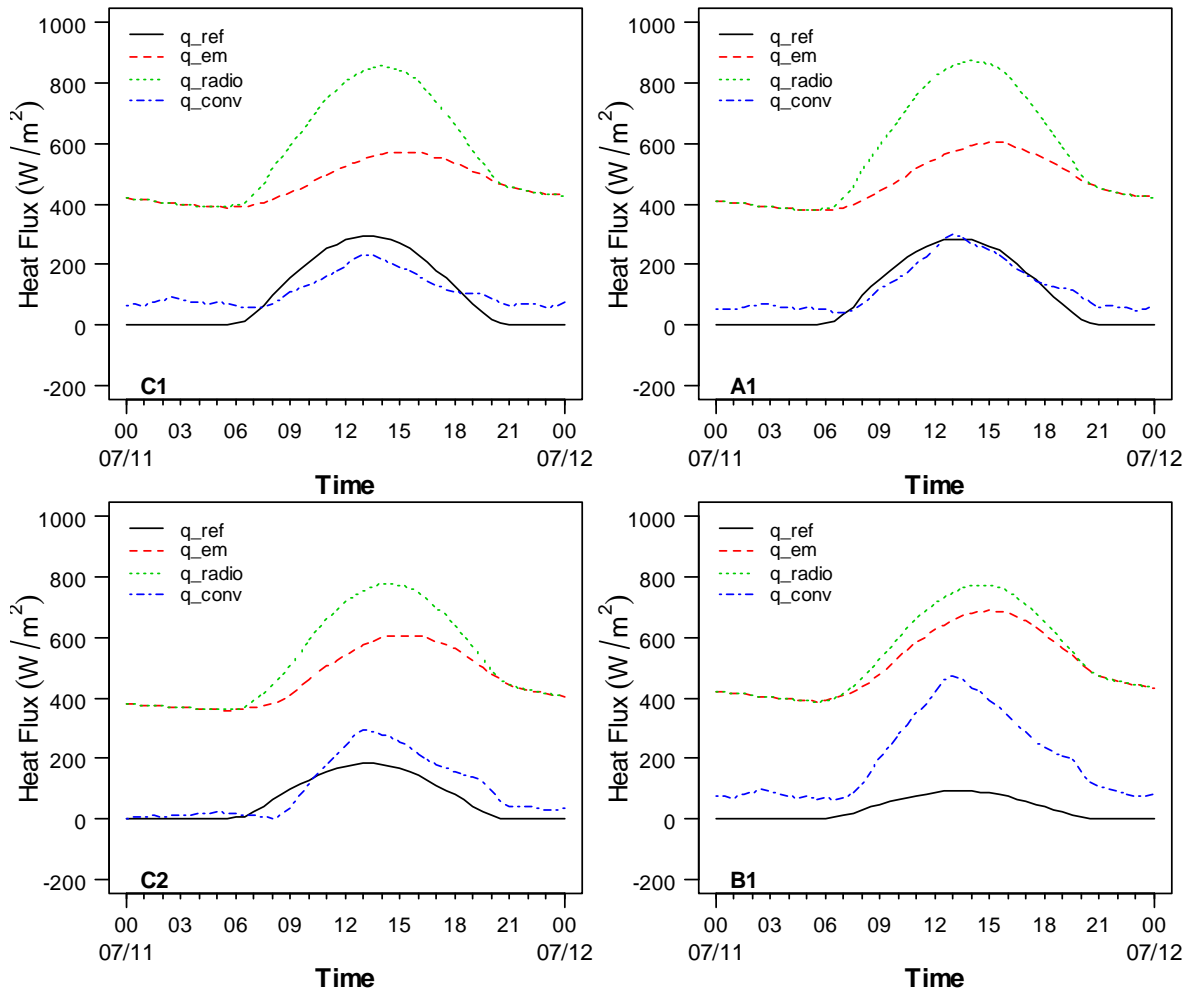 1000
800
600
400
200
0
-200
Heat Flux (W/m²)
q_ref
q_em
q_radio
q_conv
C1
00 03 06 09 12 15 18 21 00
07/11 07/12
Time
1000
800
600
400
200
0
-200
Heat Flux (W/m²)
q_ref
q_em
q_radio
q_conv
A1
00 03 06 09 12 15 18 21 00
07/11 07/12
Time
1000
800
600
400
200
0
-200
Heat Flux (W/m²)
q_ref
q_em
q_radio
q_conv
C2
00 03 06 09 12 15 18 21 00
07/11 07/12
Time
1000
800
600
400
200
0
-200
Heat Flux (W/m²)
q_ref
q_em
q_radio
q_conv
B1
00 03 06 09 12 15 18 21 00
07/11 07/12
Time